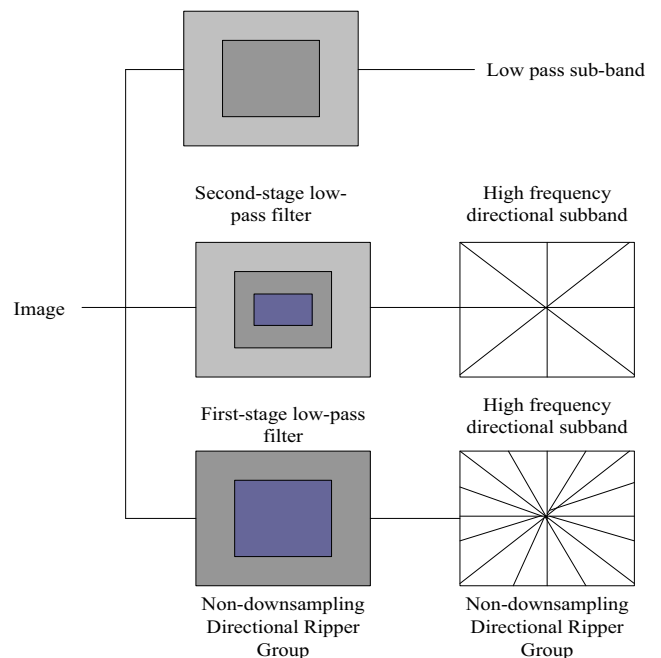 Low pass sub-band
Second-stage low-
pass filter
High frequency
directional subband
Image
First-stage low-pass
filter
High frequency
directional subband
Non-downsampling
Directional Ripper
Group
Non-downsampling
Directional Ripper
Group